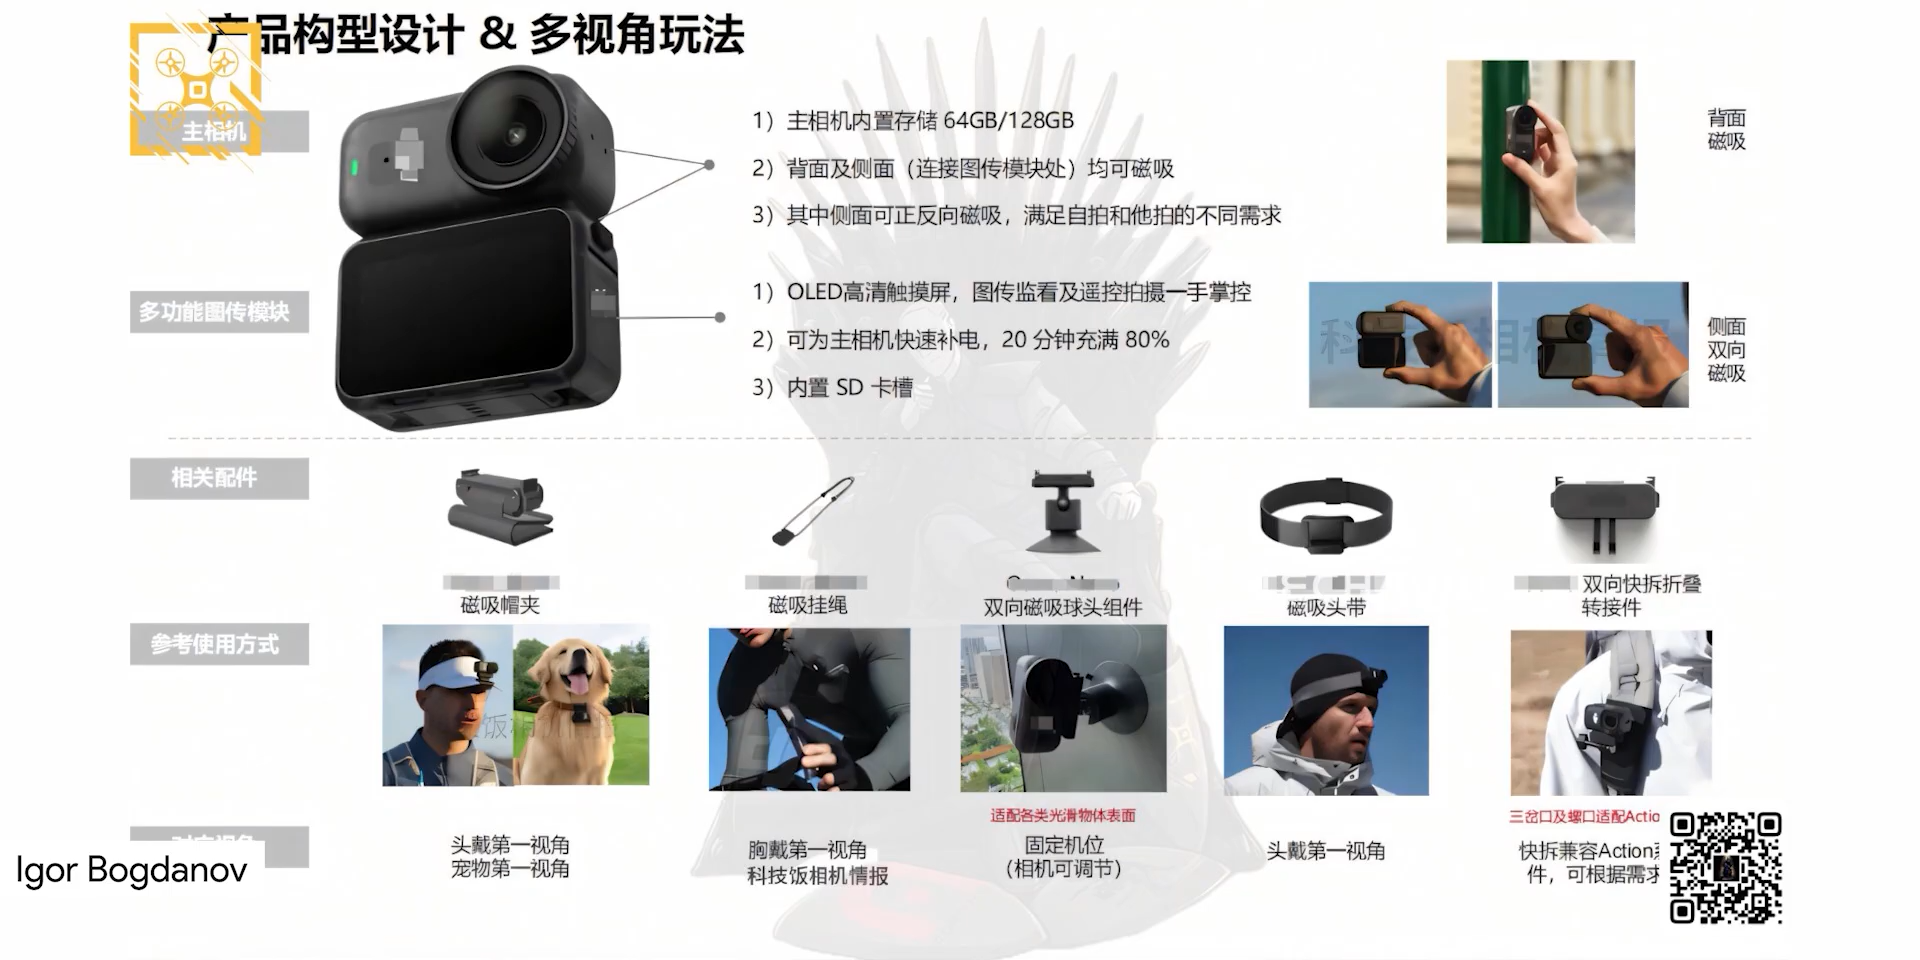 产品构型设计 & 多视角玩法
主相机
1）主相机内置存储 64GB/128GB
2）背面及侧面（连接图传模块处）均可磁吸
3）其中侧面可正反向磁吸，满足自拍和他拍的不同需求
背面
磁吸
多功能图传模块
1）OLED高清触摸屏，图传监看及遥控拍摄一手掌控
2）可为主相机快速补电，20 分钟充满 80%
3）内置 SD 卡槽
侧面
双向
磁吸
相关配件
磁吸帽夹
磁吸挂绳
双向磁吸球头组件
磁吸头带
双向快拆折叠
转接件
参考使用方式
适配各类光滑物体表面
三岔口及螺口适配Actio
头戴第一视角
宠物第一视角
胸戴第一视角
科技饭相机情报
固定机位
（相机可调节）
头戴第一视角
快拆兼容Action
件，可根据需求
Igor Bogdanov